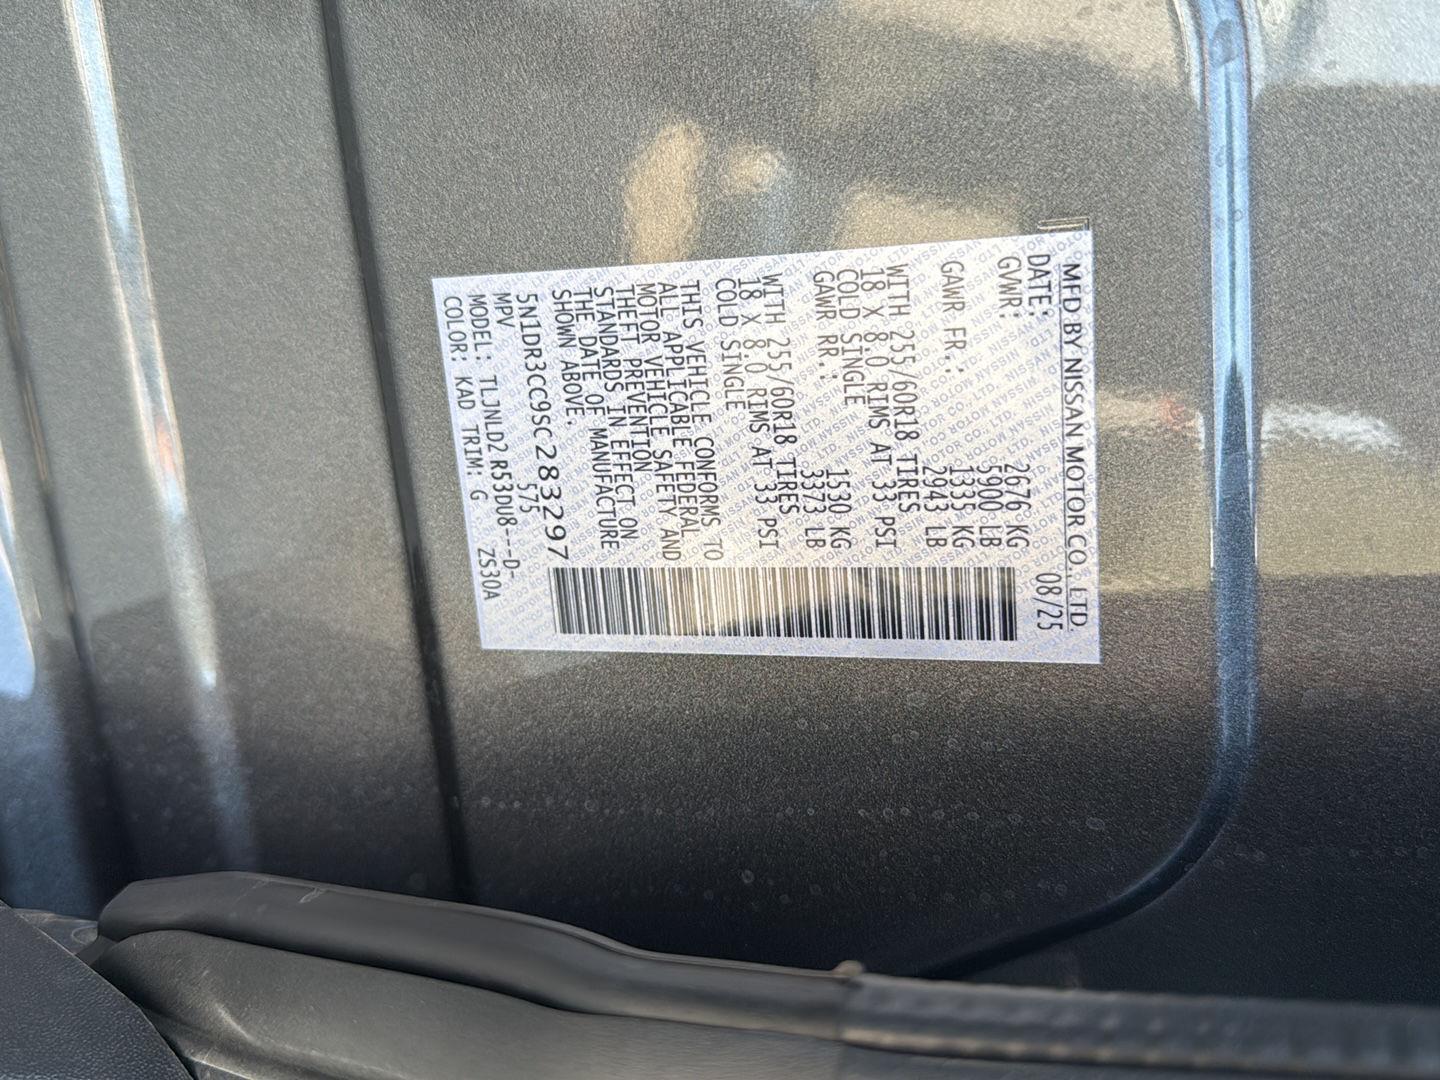 MFD BY NISSAN MOTOR CO., LTD.
DATE: 08/25
GVWR: 2676 KG
5900 LB
GAWR FR.: 1335 KG
2943 LB
WITH 255/60R18 TIRES
18 X 8.0 RIMS AT 33 PSI
COLD SINGLE
GAWR RR.: 1530 KG
3373 LB
WITH 255/60R18 TIRES
18 X 8.0 RIMS AT 33 PSI
COLD SINGLE
THIS VEHICLE CONFORMS TO
ALL APPLICABLE FEDERAL
MOTOR VEHICLE SAFETY AND
THEFT PREVENTION
STANDARDS IN EFFECT ON
THE DATE OF MANUFACTURE
SHOWN ABOVE.
5N1DR3CC9SC283297
MPV 575
MODEL: TLJNLD2 R53DU8---D-
COLOR: KAD TRIM: G ZS30A